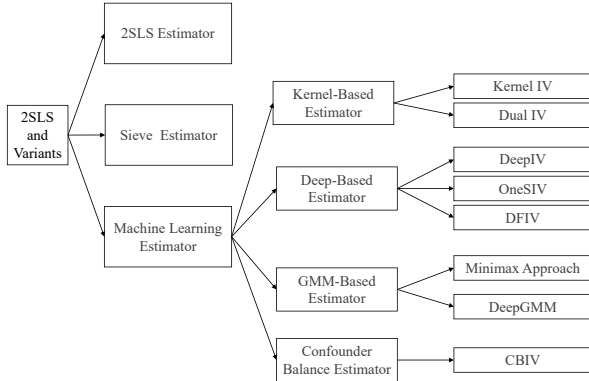 2SLS
and
Variants
2SLS Estimator
Sieve Estimator
Machine Learning
Estimator
Kernel-Based
Estimator
Deep-Based
Estimator
GMM-Based
Estimator
Confounder
Balance Estimator
Kernel IV
Dual IV
DeepIV
OneSIV
DFIV
Minimax Approach
DeepGMM
CBIV